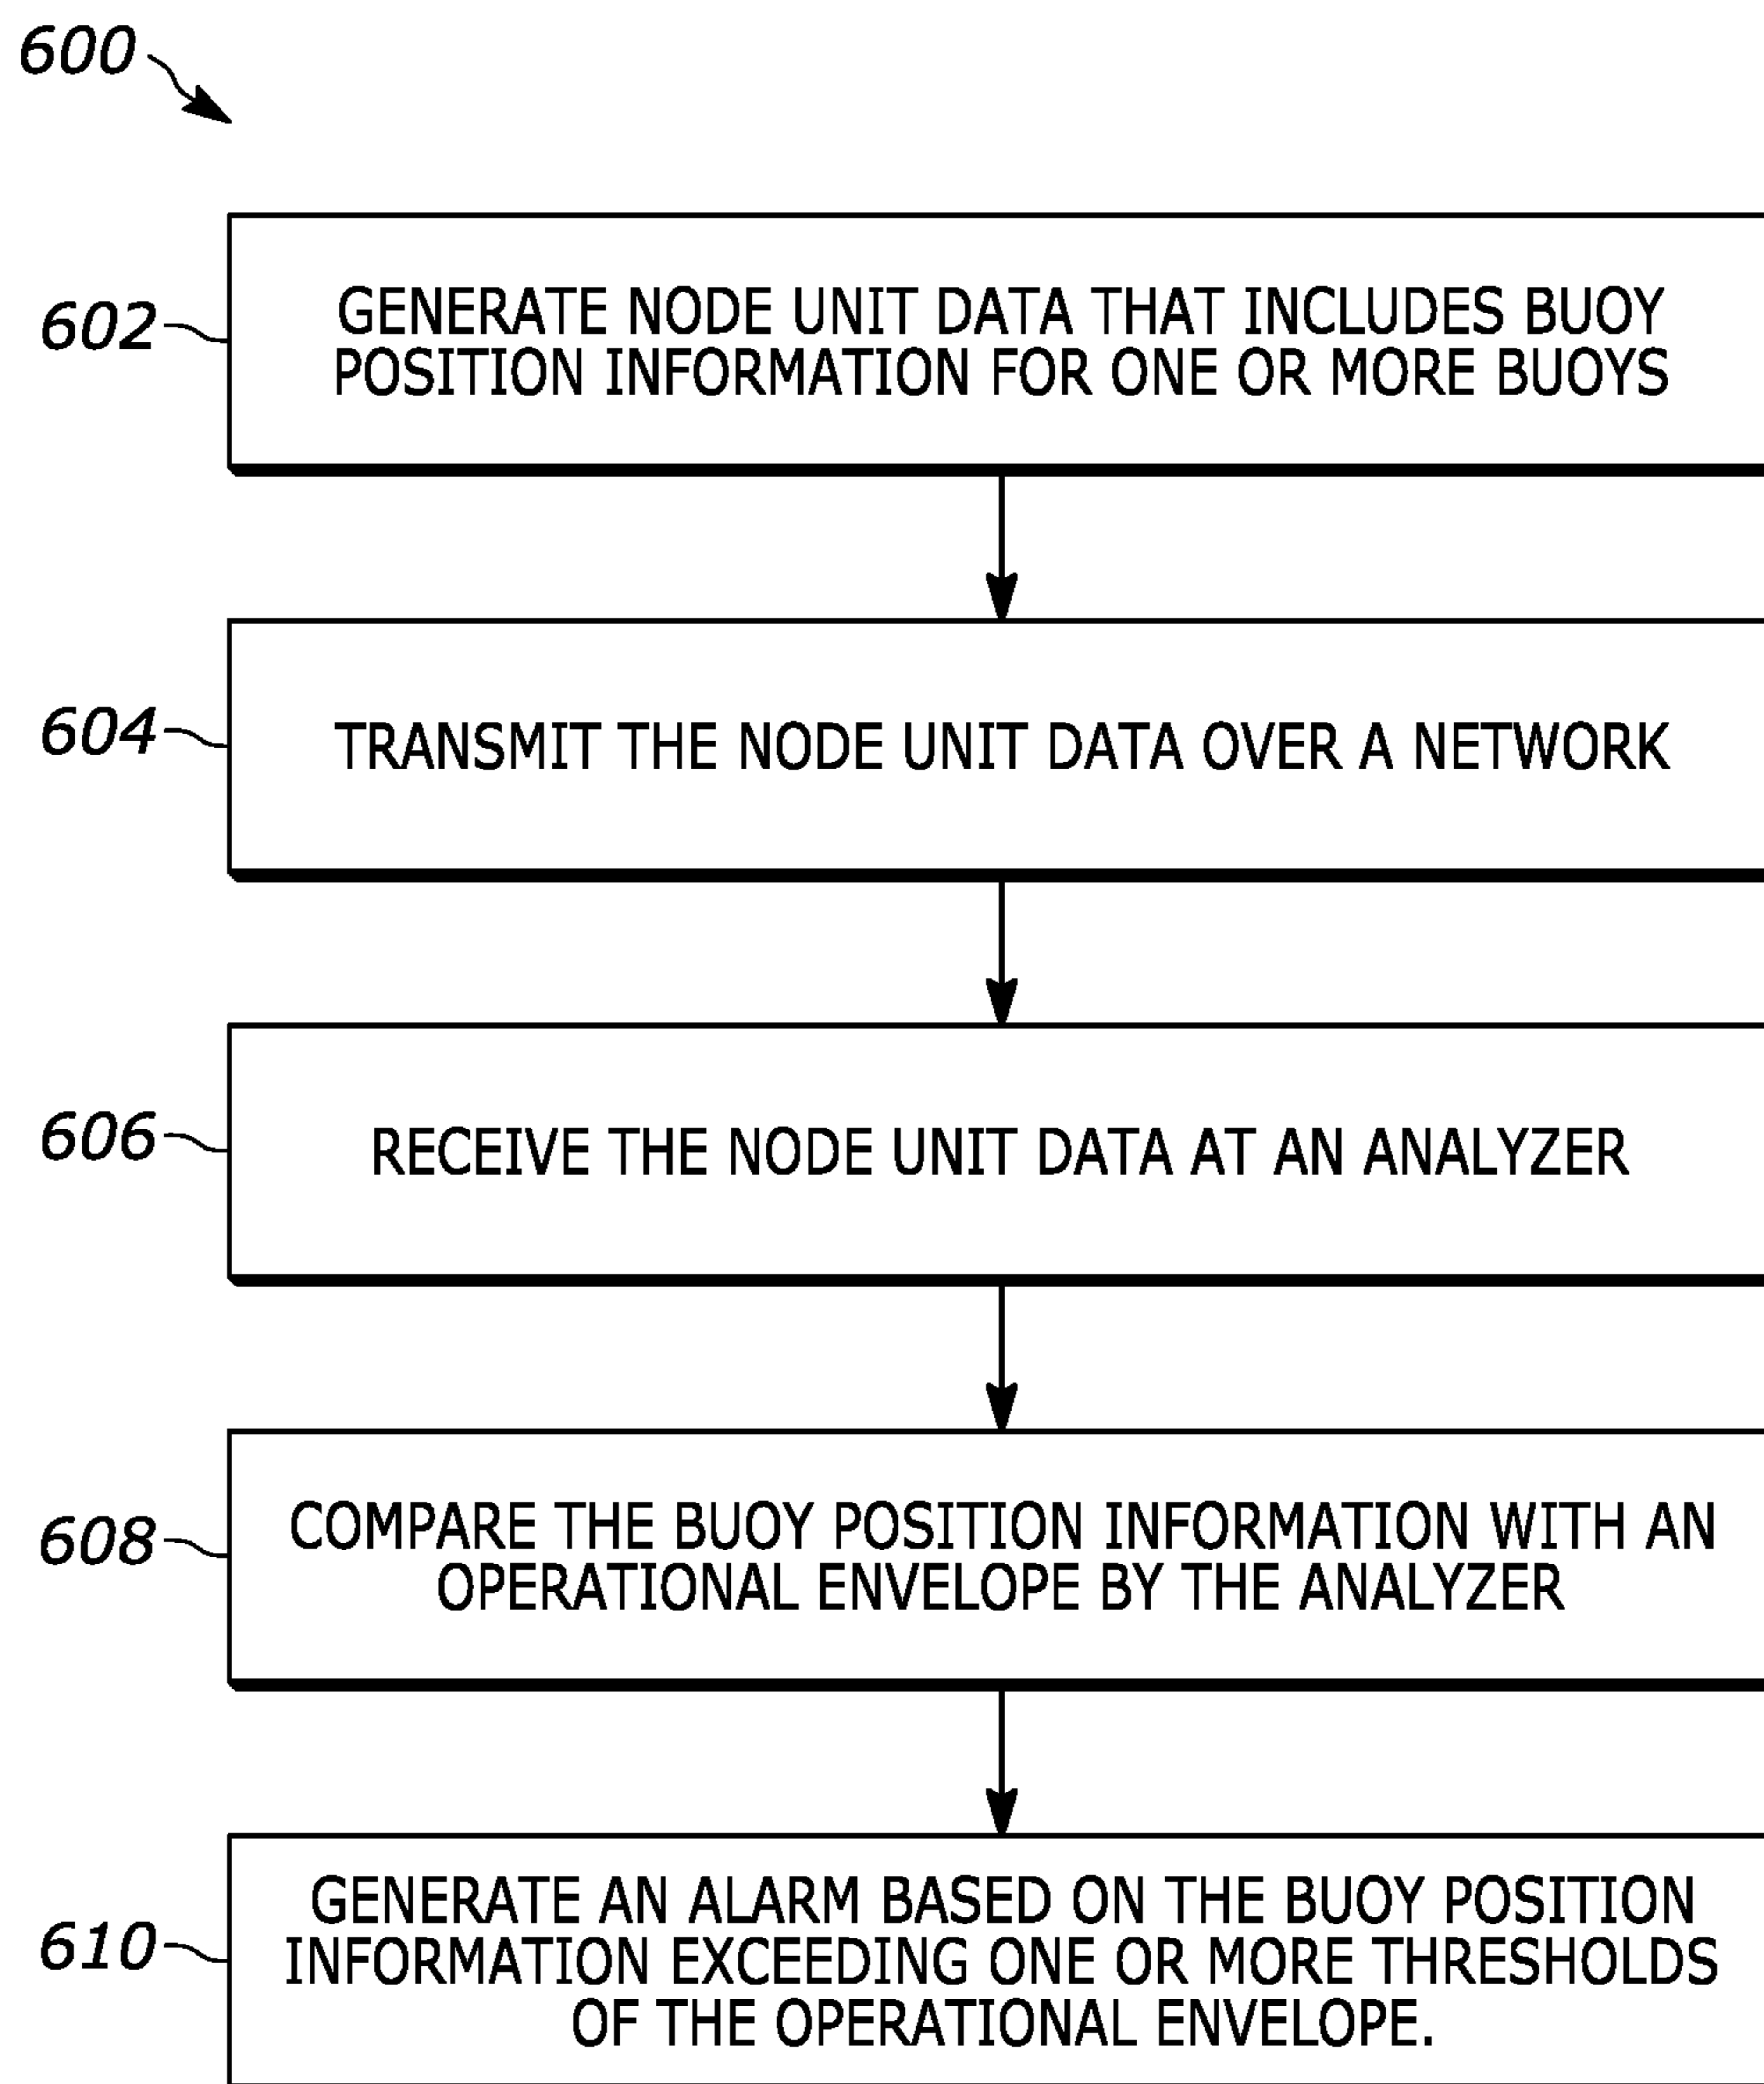 600
602
GENERATE NODE UNIT DATA THAT INCLUDES BUOY
POSITION INFORMATION FOR ONE OR MORE BUOYS
604
TRANSMIT THE NODE UNIT DATA OVER A NETWORK
606
RECEIVE THE NODE UNIT DATA AT AN ANALYZER
608
COMPARE THE BUOY POSITION INFORMATION WITH AN
OPERATIONAL ENVELOPE BY THE ANALYZER
610
GENERATE AN ALARM BASED ON THE BUOY POSITION
INFORMATION EXCEEDING ONE OR MORE THRESHOLDS
OF THE OPERATIONAL ENVELOPE.